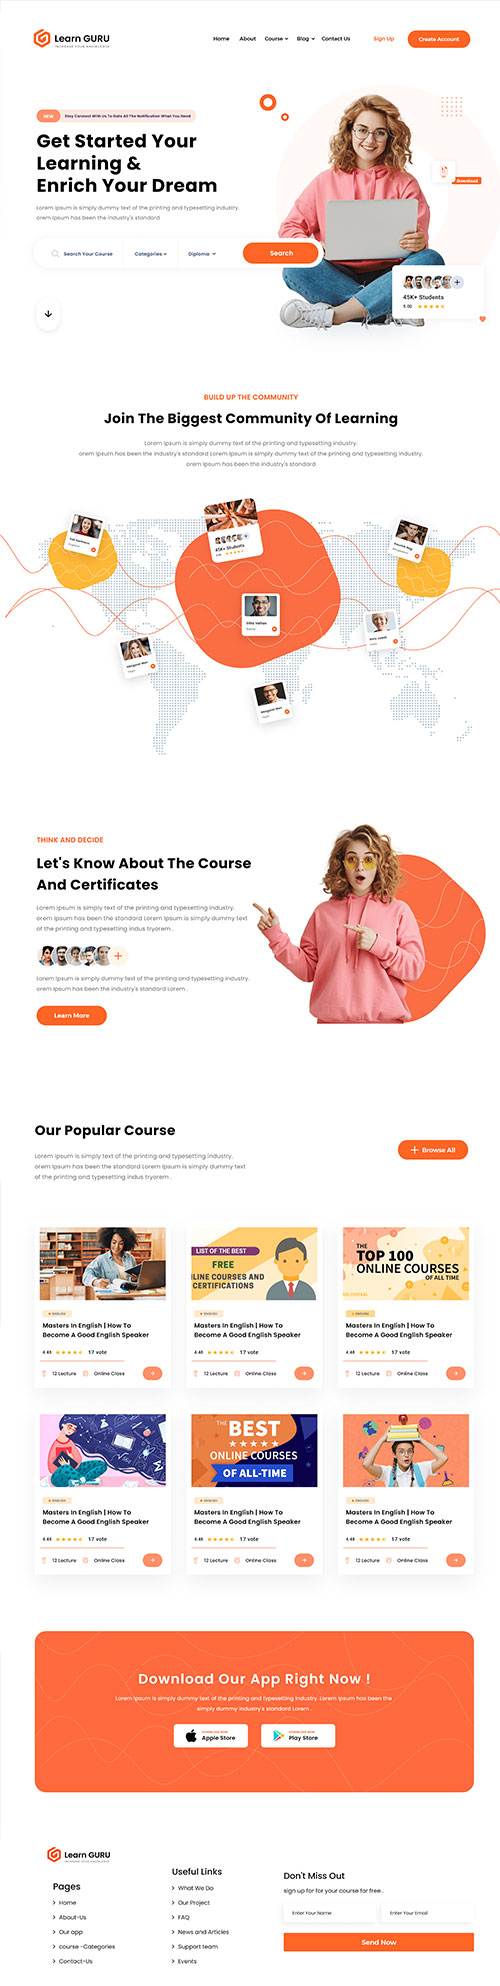 Learn GURU
INCREASE YOUR KNOWLEDGE
Home About Course Blog Contact Us Sign Up Create Account
NEW Etsy Connect With Us To Gate All The Notification What You Need
Get Started Your
Learning &
Enrich Your Dream
Lorem Ipsum is simply dummy text of the printing and typesetting industry.
orem Ipsum has been the industry's standard
Search Your Course Categories Diploma Search
Download
45K+ Students
5.00
BUILD UP THE COMMUNITY
Join The Biggest Community Of Learning
Lorem Ipsum is simply dummy text of the printing and typesetting industry.
orem Ipsum has been the industry's standard Lorem Ipsum is simply dummy text of the printing and typesetting industry.
orem Ipsum has been the industry's standard
45K+ Students
THINK AND DECIDE
Let's Know About The Course
And Certificates
Lorem Ipsum is simply text of the printing and typesetting industry.
orem Ipsum has been the industry's standard Lorem Ipsum is simply dummy text
of the printing and typesetting indus tryorem .
Lorem Ipsum is simply dummy text of the printing and typesetting industry.
orem Ipsum has been the industry's standard Lorem .
Learn More
Our Popular Course
Lorem Ipsum is simply text of the printing and typesetting industry.
orem Ipsum has been the industry's standard Lorem Ipsum is simply dummy text
of the printing and typesetting indus tryorem .
Browse All
LIST OF THE BEST
FREE
LINE COURSES AND
CERTIFICATIONS
THE
TOP 100
ONLINE COURSES
OF ALL TIME
ENGLISH
Masters In English | How To
Become A Good English Speaker
4.48 17 vote
12 Lecture Online Class
ENGLISH
Masters In English | How To
Become A Good English Speaker
4.48 17 vote
12 Lecture Online Class
ENGLISH
Masters In English | How To
Become A Good English Speaker
4.48 17 vote
12 Lecture Online Class
THE BEST
ONLINE COURSES
OF ALL-TIME
ENGLISH
Masters In English | How To
Become A Good English Speaker
4.48 17 vote
12 Lecture Online Class
ENGLISH
Masters In English | How To
Become A Good English Speaker
4.48 17 vote
12 Lecture Online Class
ENGLISH
Masters In English | How To
Become A Good English Speaker
4.48 17 vote
12 Lecture Online Class
Download Our App Right Now !
Lorem Ipsum is simply dummy text of the printing and typesetting industry. Lorem Ipsum has been the
simply dummy industry's standard Lorem .
DOWNLOAD NOW
Apple Store
DOWNLOAD NOW
Play Store
Learn GURU
INCREASE YOUR KNOWLEDGE
Pages
Home
About-Us
Our app
course -Categories
Contact-Us
Useful Links
What We Do
Our Project
FAQ
News and Articles
Support team
Events
Don't Miss Out
sign up for for your course for free .
Enter Your Name Enter Your Email
Send Now